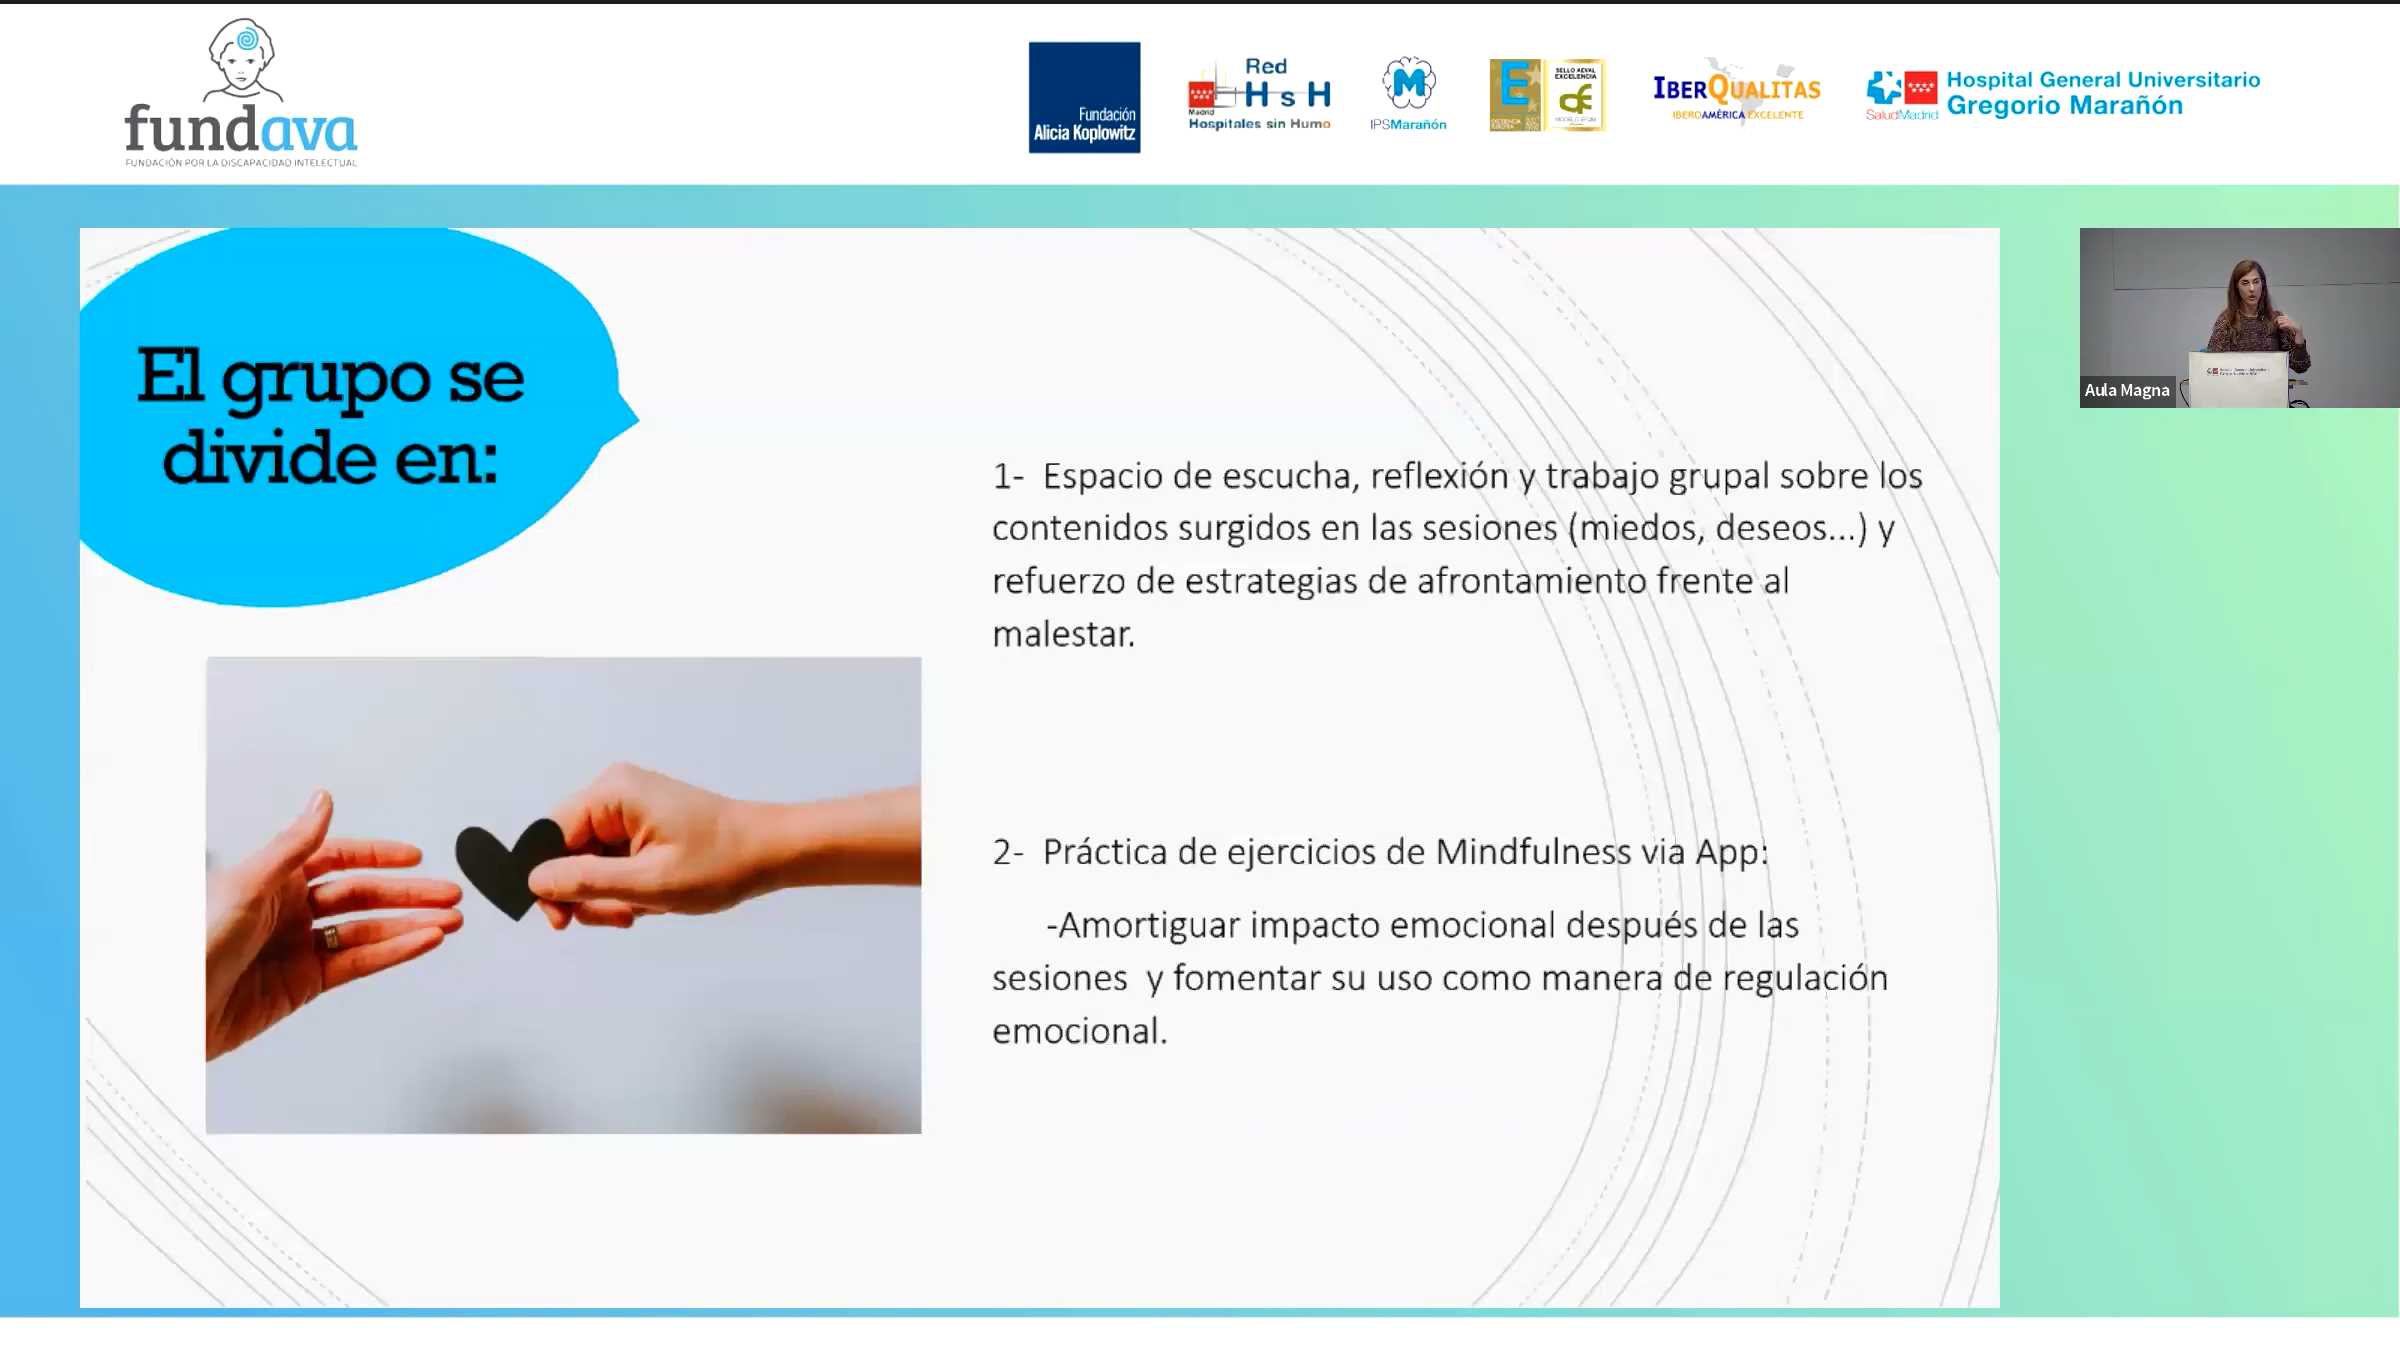 fundava
FUNDACIÓN POR LA DISCAPACIDAD INTELECTUAL
Fundación
Alicia Koplowitz
Red
HsH
Madrid
Hospitales sin Humo
M
IPSMarañón
E
SELLO AEVAL
EXCELENCIA
IBERQUALITAS
IBEROAMÉRICA EXCELENTE
SaludMadrid
Hospital General Universitario
Gregorio Marañón
El grupo se
divide en:
1- Espacio de escucha, reflexión y trabajo grupal sobre los
contenidos surgidos en las sesiones (miedos, deseos...) y
refuerzo de estrategias de afrontamiento frente al
malestar.
2- Práctica de ejercicios de Mindfulness via App:
-Amortiguar impacto emocional después de las
sesiones y fomentar su uso como manera de regulación
emocional.
Aula Magna